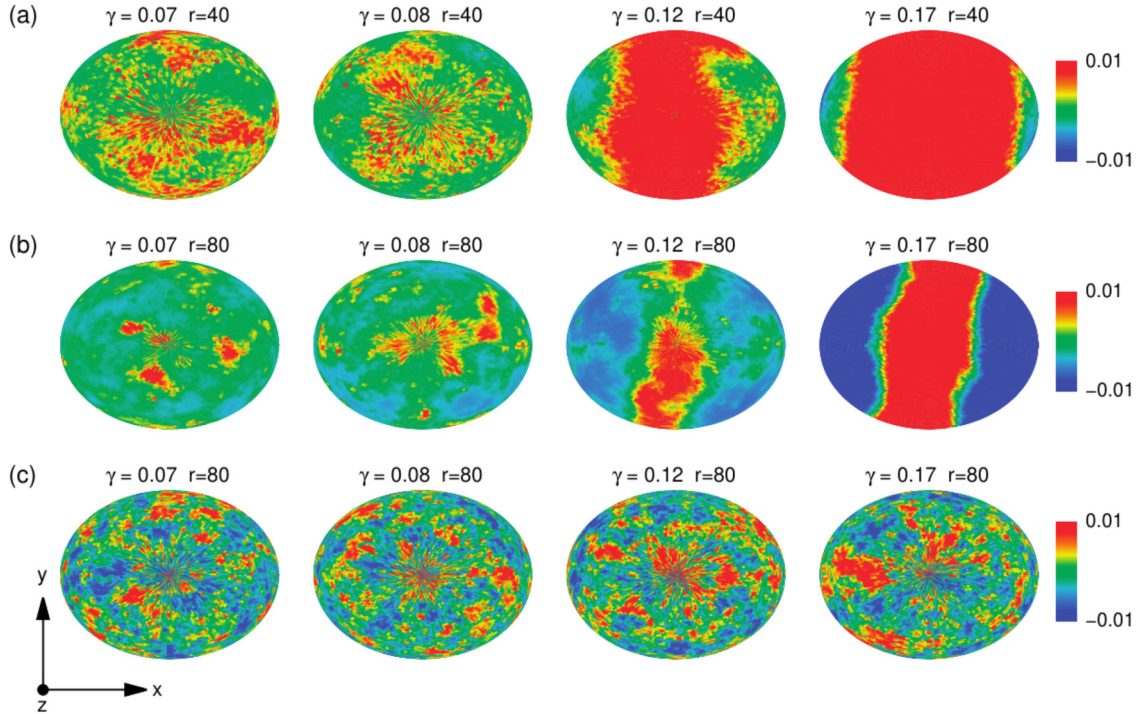 (a)
γ = 0.07 r=40 γ = 0.08 r=40 γ = 0.12 r=40 γ = 0.17 r=40
0.01
−0.01
(b)
γ = 0.07 r=80 γ = 0.08 r=80 γ = 0.12 r=80 γ = 0.17 r=80
0.01
−0.01
(c)
γ = 0.07 r=80 γ = 0.08 r=80 γ = 0.12 r=80 γ = 0.17 r=80
0.01
−0.01
y
x
z